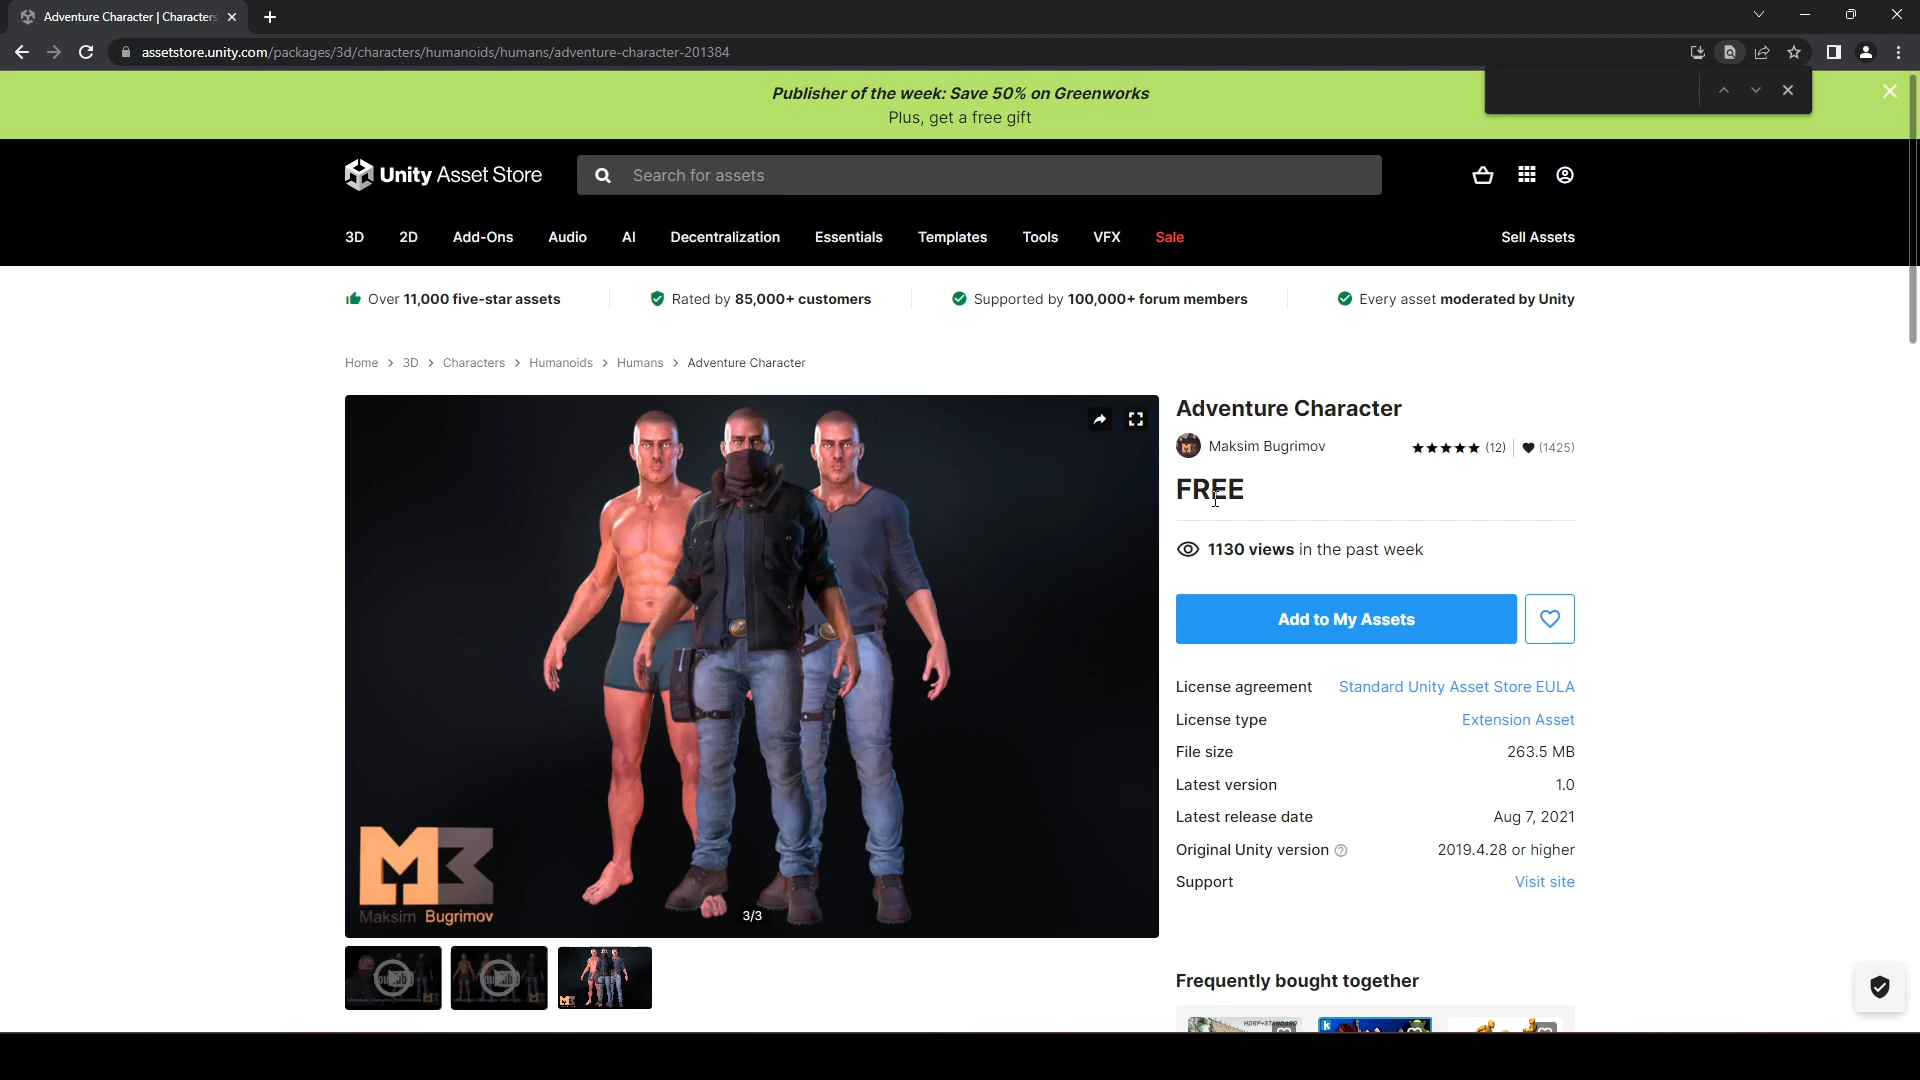 Adventure Character | Characters
assetstore.unity.com/packages/3d/characters/humanoids/humans/adventure-character-201384
Publisher of the week: Save 50% on Greenworks
Plus, get a free gift
Unity Asset Store
Search for assets
3D 2D Add-Ons Audio AI Decentralization Essentials Templates Tools VFX Sale Sell Assets
Over 11,000 five-star assets
Rated by 85,000+ customers
Supported by 100,000+ forum members
Every asset moderated by Unity
Home > 3D > Characters > Humanoids > Humans > Adventure Character
Maksim Bugrimov
3/3
Adventure Character
Maksim Bugrimov
(12) (1425)
FREE
1130 views in the past week
Add to My Assets
License agreement Standard Unity Asset Store EULA
License type Extension Asset
File size 263.5 MB
Latest version 1.0
Latest release date Aug 7, 2021
Original Unity version 2019.4.28 or higher
Support Visit site
Frequently bought together
HDRP+STANDARD
k